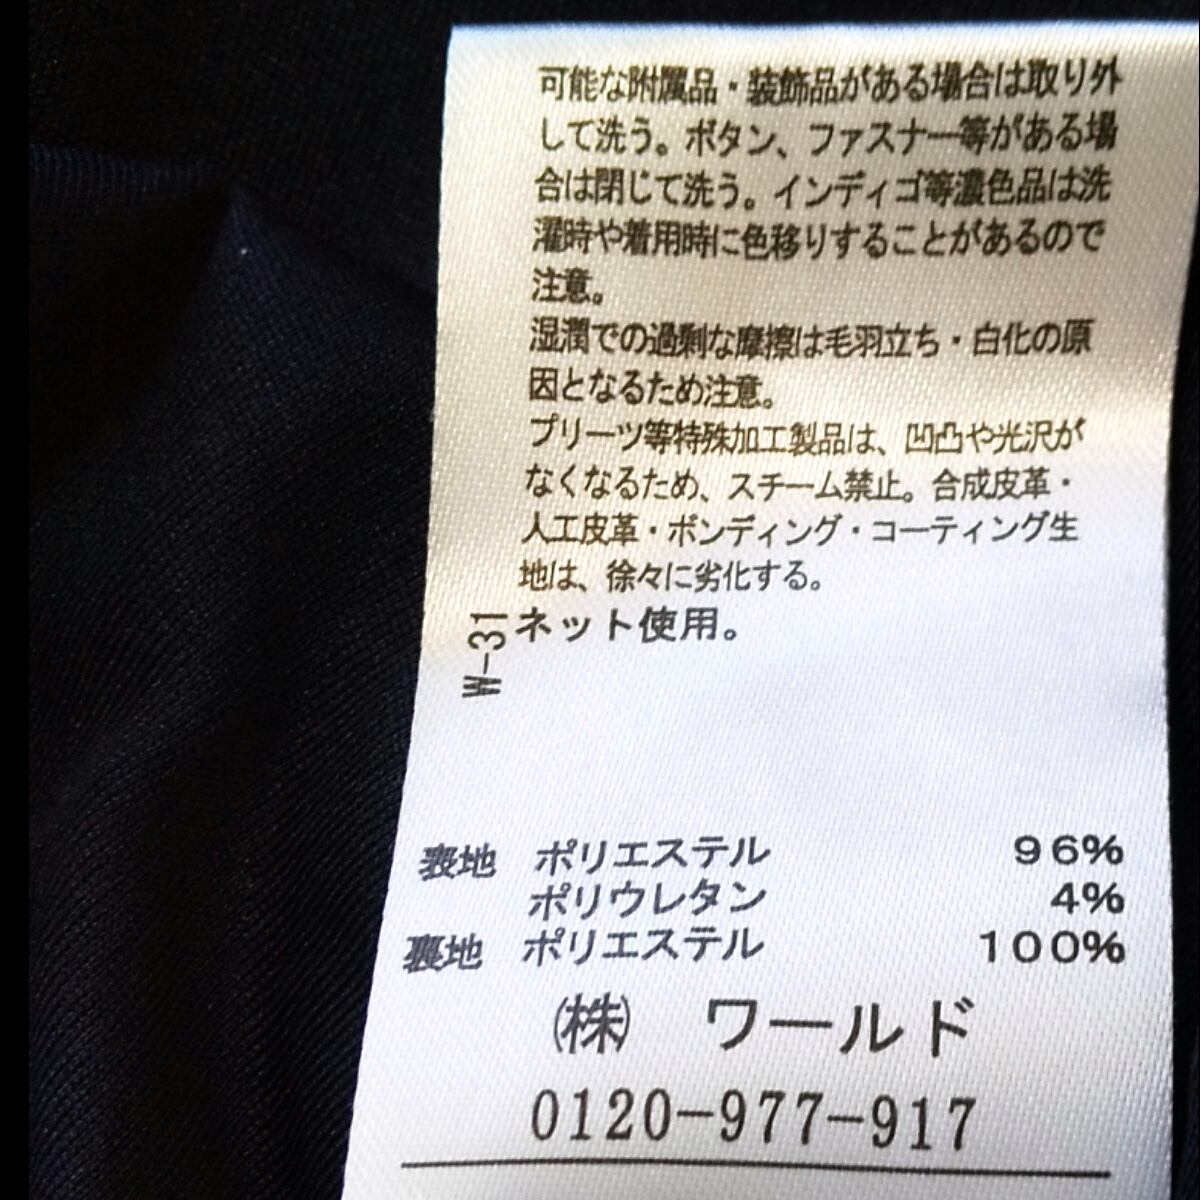 可能な附属品・装飾品がある場合は取り外
して洗う。ボタン、ファスナー等がある場
合は閉じて洗う。インディゴ等濃色品は洗
濯時や着用時に色移りすることがあるので
注意。
湿潤での過剰な摩擦は毛羽立ち・白化の原
因となるため注意。
プリーツ等特殊加工製品は、凹凸や光沢が
なくなるため、スチーム禁止。合成皮革・
人工皮革・ボンディング・コーティング生
地は、徐々に劣化する。
ネット使用。
W-31
表地 ポリエステル 96%
ポリウレタン 4%
裏地 ポリエステル 100%
㈱ ワールド
0120-977-917